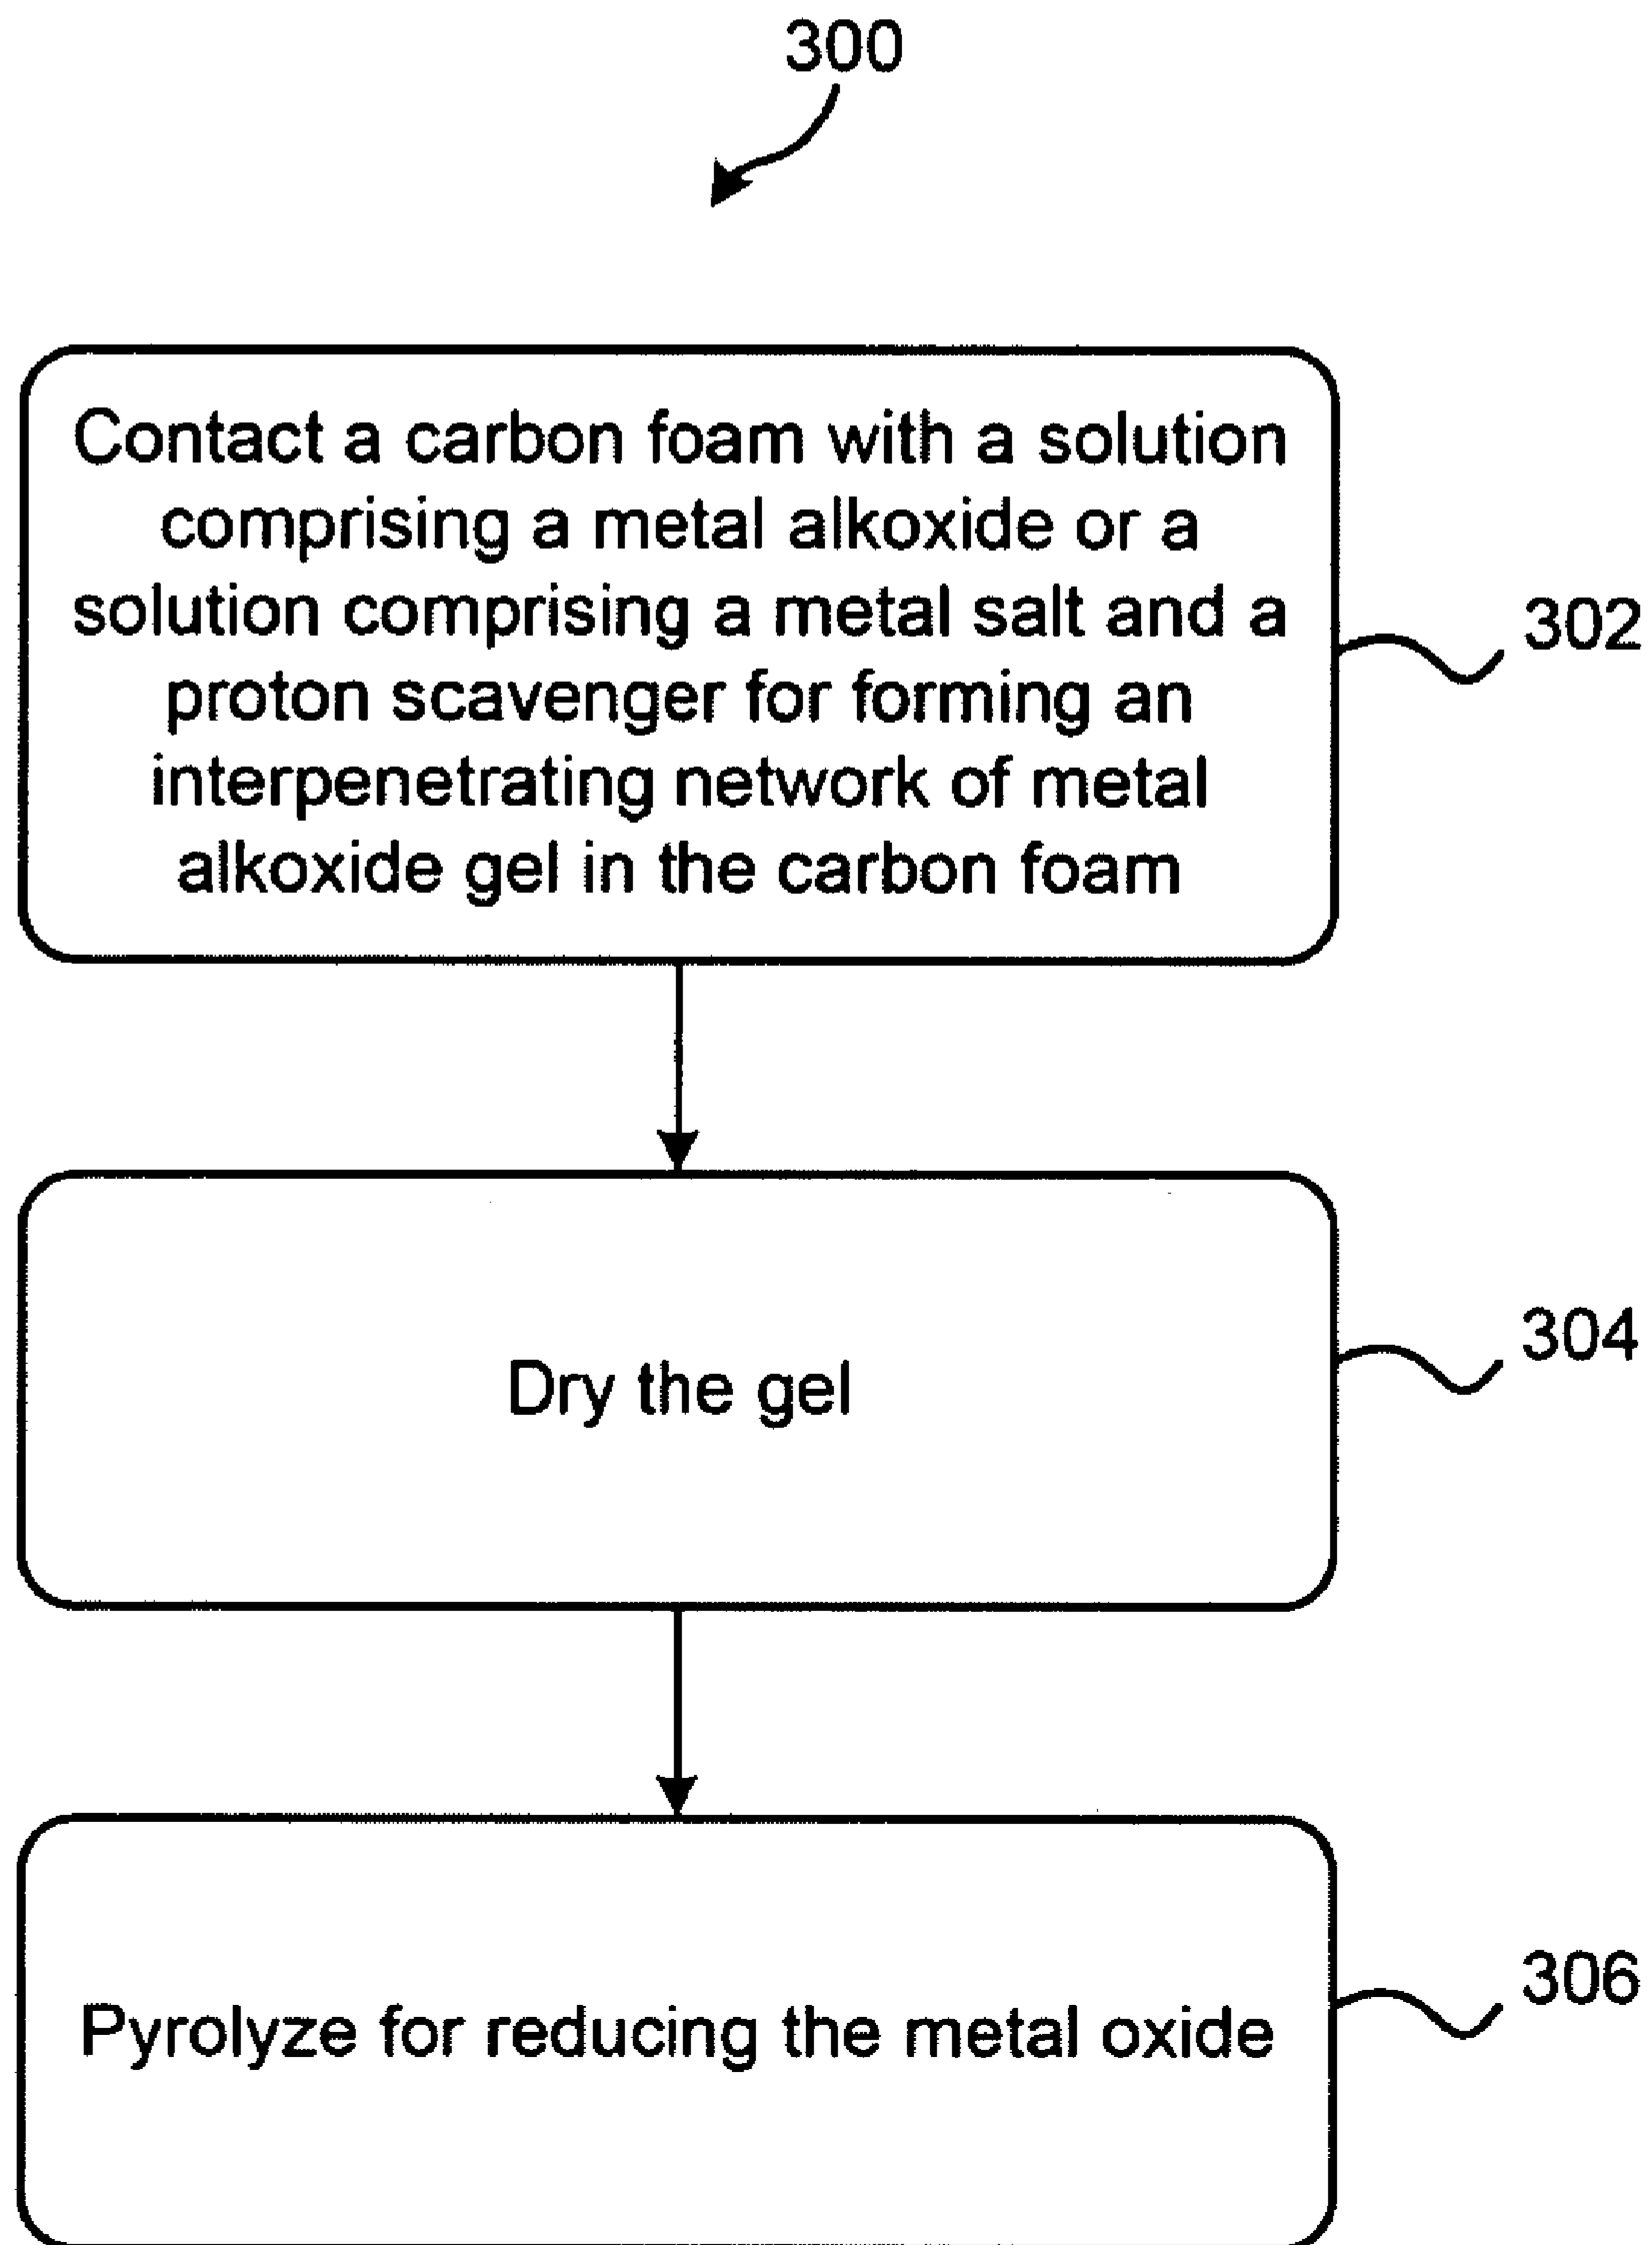 300
Contact a carbon foam with a solution
comprising a metal alkoxide or a
solution comprising a metal salt and a
proton scavenger for forming an
interpenetrating network of metal
alkoxide gel in the carbon foam
302
Dry the gel
304
Pyrolyze for reducing the metal oxide
306